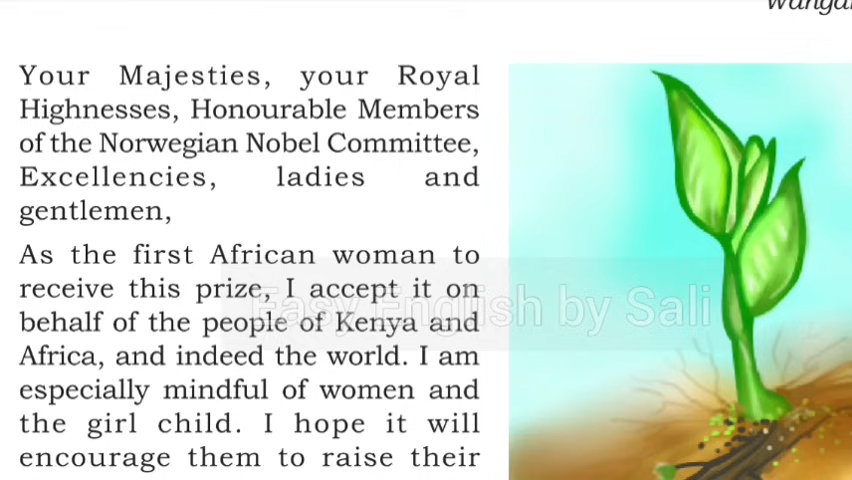 Your Majesties, your Royal
Highnesses, Honourable Members
of the Norwegian Nobel Committee,
Excellencies, ladies and
gentlemen,
As the first African woman to
receive this prize, I accept it on
behalf of the people of Kenya and
Africa, and indeed the world. I am
especially mindful of women and
the girl child. I hope it will
encourage them to raise their
Easy English by Sali